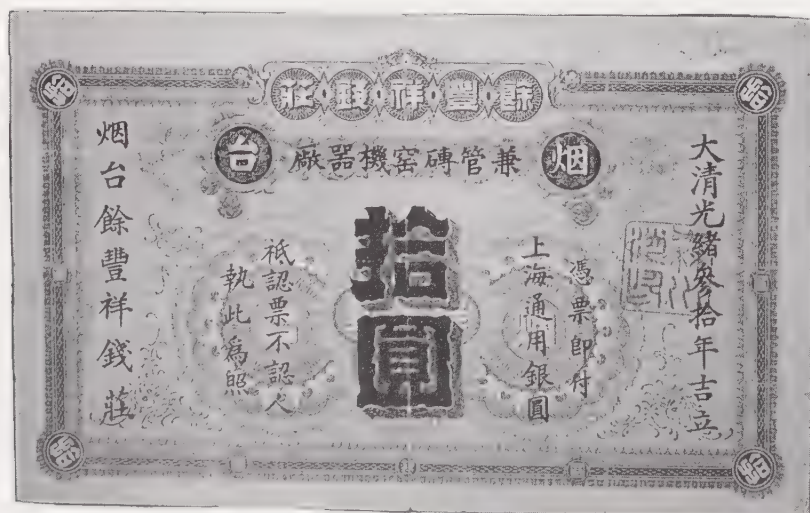 餘豐祥錢莊
烟台
兼管磚窑機器廠
大清光緒叅拾年吉立
憑票即付
上海通用銀圓
拾圓
祗認票不認人
執此為照
烟台餘豐祥錢莊